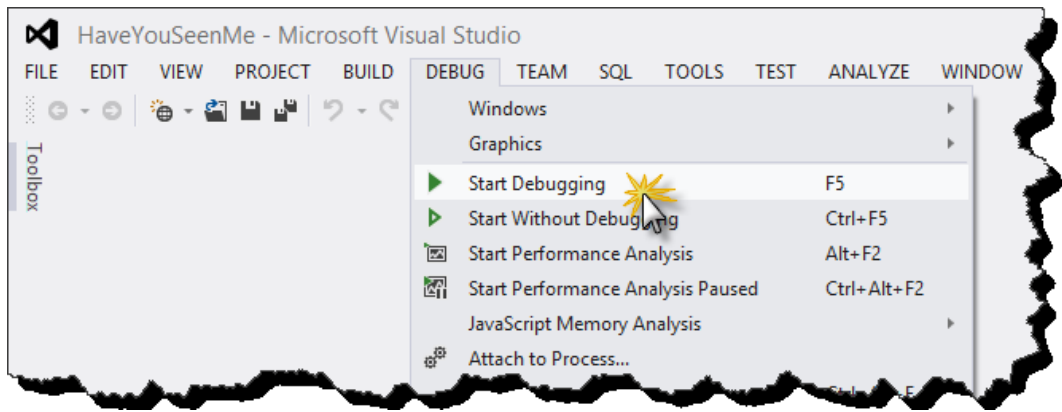 HaveYouSeenMe - Microsoft Visual Studio
FILE EDIT VIEW PROJECT BUILD DEBUG TEAM SQL TOOLS TEST ANALYZE WINDOW
Toolbox
Windows
Graphics
Start Debugging F5
Start Without Debugging Ctrl+F5
Start Performance Analysis Alt+F2
Start Performance Analysis Paused Ctrl+Alt+F2
JavaScript Memory Analysis
Attach to Process...